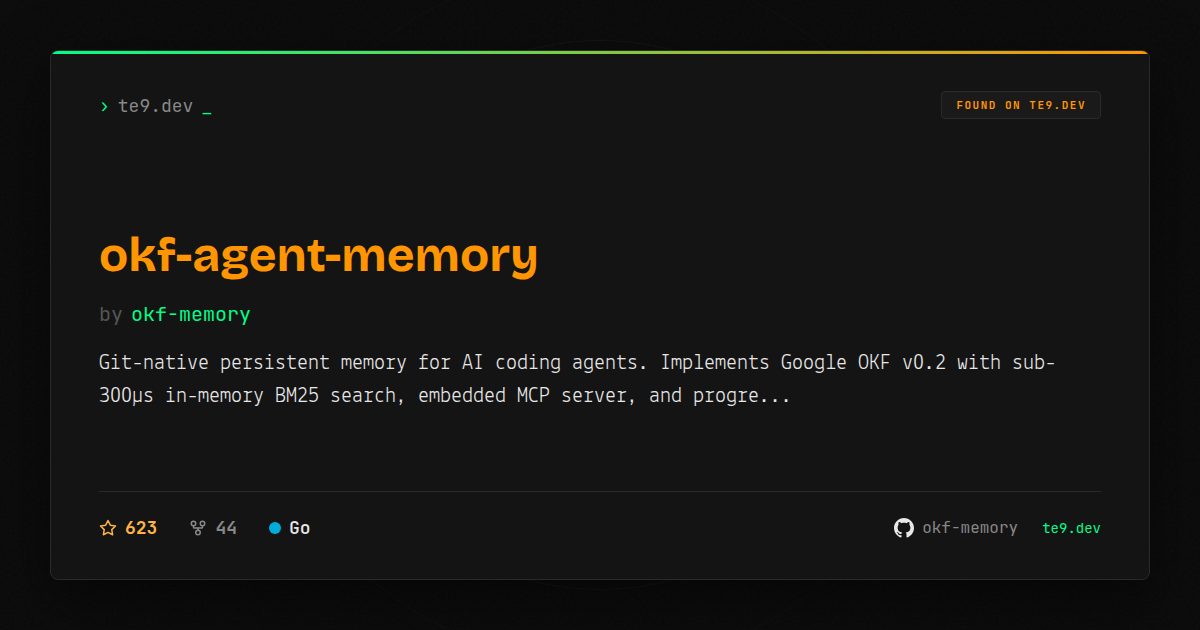 › te9.dev _
FOUND ON TE9.DEV
okf-agent-memory
by okf-memory
Git-native persistent memory for AI coding agents. Implements Google OKF v0.2 with sub-
300µs in-memory BM25 search, embedded MCP server, and progre...
623 44 Go
okf-memory te9.dev